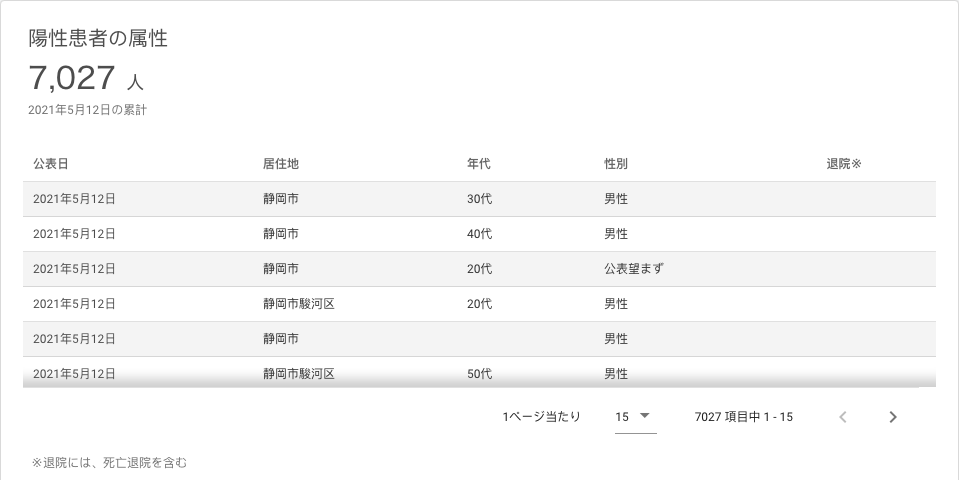 陽性患者の属性
7,027 人
2021年5月12日の累計
公表日 居住地 年代 性別 退院※
2021年5月12日 静岡市 30代 男性
2021年5月12日 静岡市 40代 男性
2021年5月12日 静岡市 20代 公表望まず
2021年5月12日 静岡市駿河区 20代 男性
2021年5月12日 静岡市 男性
2021年5月12日 静岡市駿河区 50代 男性
1ページ当たり 15 7027 項目中 1 - 15
※退院には、死亡退院を含む